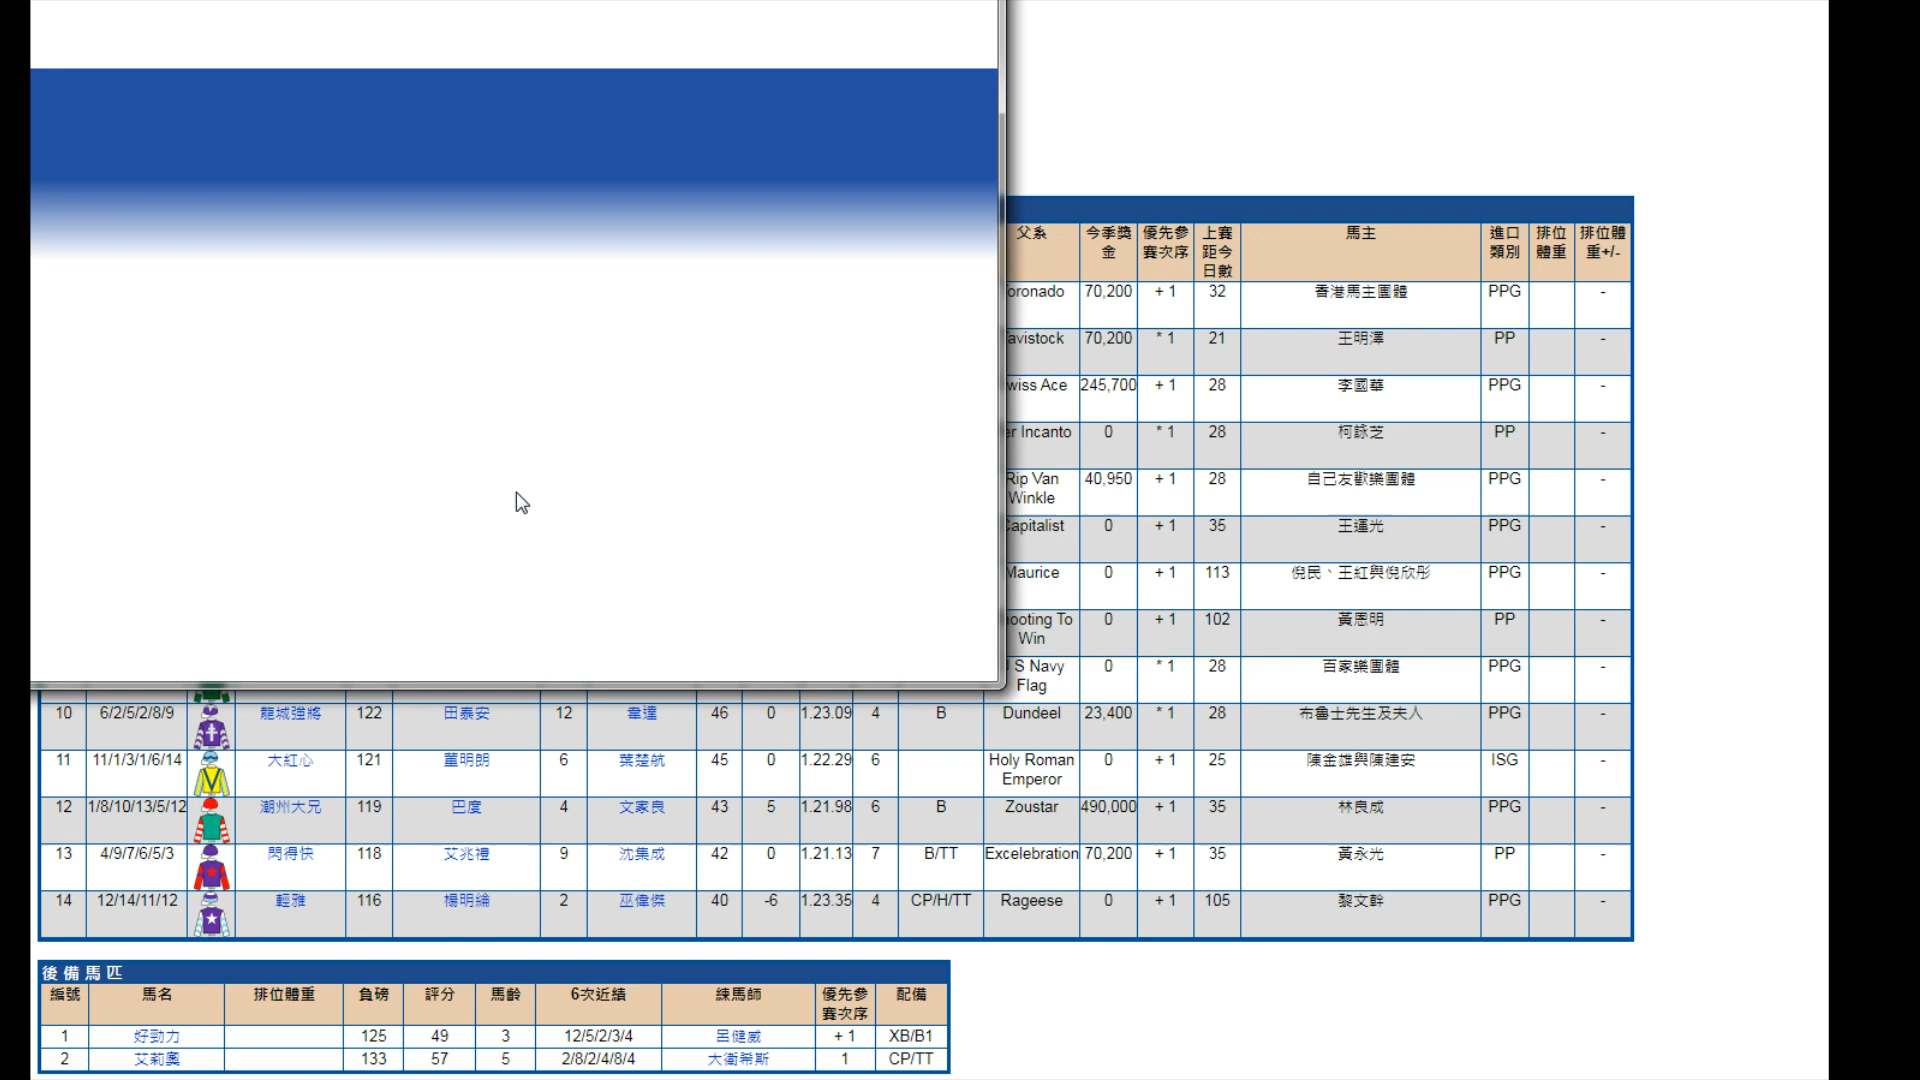 父系 今季獎金 優先參賽次序 上賽距今日數 馬主 進口類別 排位體重 排位體重+/-
oronado 70,200 + 1 32 香港馬主團體 PPG -
avistock 70,200 * 1 21 王明澤 PP -
wiss Ace 245,700 + 1 28 李國華 PPG -
er Incanto 0 * 1 28 柯詠芝 PP -
Rip Van Winkle 40,950 + 1 28 自己友歡樂團體 PPG -
Capitalist 0 + 1 35 王運光 PPG -
Maurice 0 + 1 113 倪民、王紅與倪欣彤 PPG -
ooting To Win 0 + 1 102 黃恩明 PP -
S Navy Flag 0 * 1 28 百家樂團體 PPG -
10 6/2/5/2/8/9 龍城強將 122 田泰安 12 韋達 46 0 1.23.09 4 B Dundeel 23,400 * 1 28 布魯士先生及夫人 PPG -
11 11/1/3/1/6/14 大紅心 121 董明朗 6 葉楚航 45 0 1.22.29 6 Holy Roman Emperor 0 + 1 25 陳金雄與陳建安 ISG -
12 1/8/10/13/5/12 潮州大兄 119 巴度 4 文家良 43 5 1.21.98 6 B Zoustar 490,000 + 1 35 林良成 PPG -
13 4/9/7/6/5/3 閃得快 118 艾兆禮 9 沈集成 42 0 1.21.13 7 B/TT Excelebration 70,200 + 1 35 黃永光 PP -
14 12/14/11/12 輕雅 116 楊明綸 2 巫偉傑 40 -6 1.23.35 4 CP/H/TT Rageese 0 + 1 105 黎文幹 PPG -
後備馬匹
編號 馬名 排位體重 負磅 評分 馬齡 6次近績 練馬師 優先參賽次序 配備
1 好勁力 125 49 3 12/5/2/3/4 呂健威 + 1 XB/B1
2 艾莉奧 133 57 5 2/8/2/4/8/4 大衛希斯 1 CP/TT